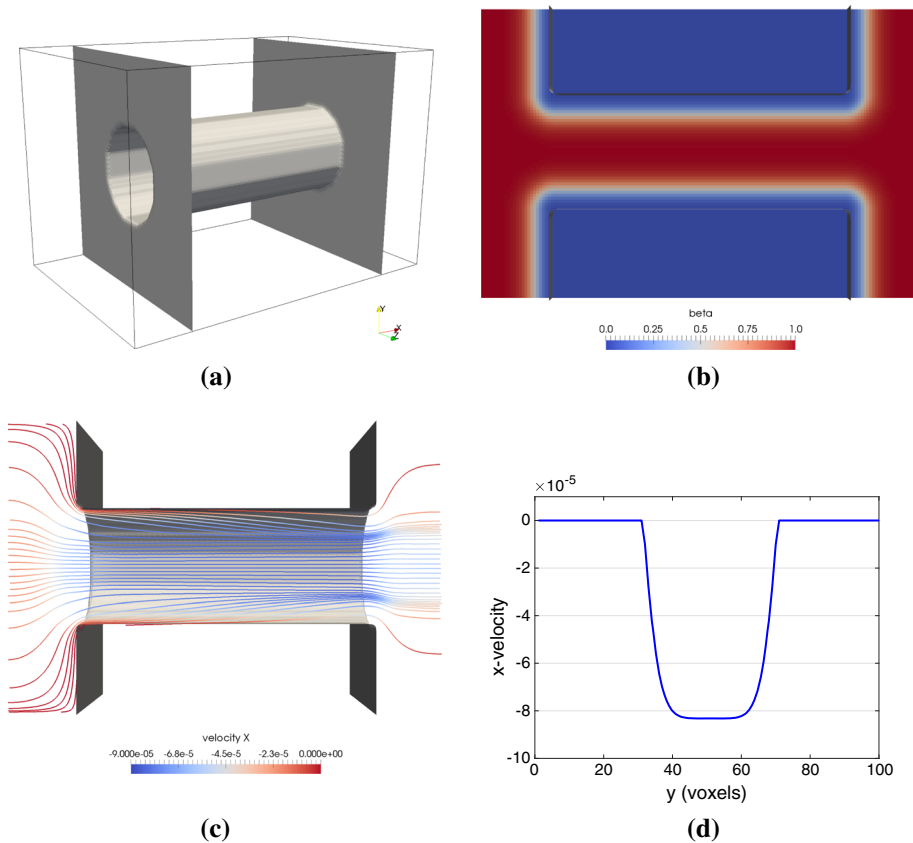 Y
X
Z
(a)
beta
0.0 0.25 0.5 0.75 1.0
(b)
velocity X
-9.000e-05 -6.8e-5 -4.5e-5 -2.3e-5 0.000e+00
(c)
×10⁻⁵
0
-2
-4
-6
-8
-10
x-velocity
0 20 40 60 80 100
y (voxels)
(d)